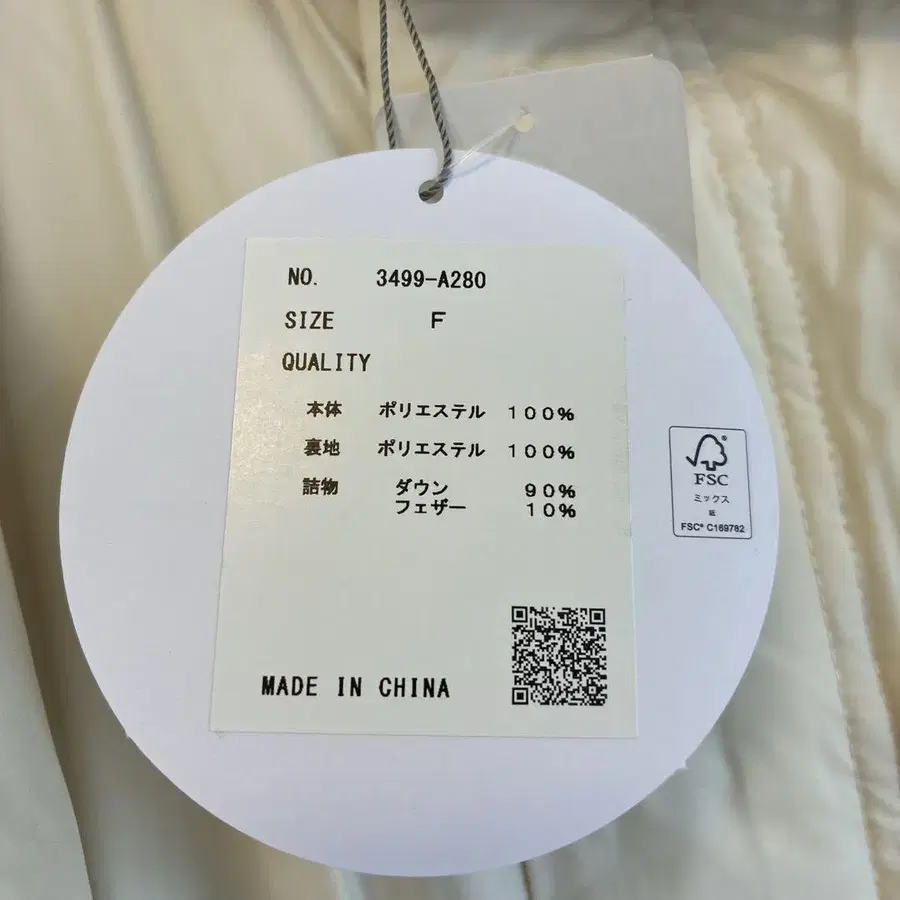 NO. 3499-A280
SIZE F
QUALITY
本体 ポリエステル 100%
裏地 ポリエステル 100%
詰物 ダウン 90%
フェザー 10%
MADE IN CHINA
FSC
ミックス
紙
FSC® C169782